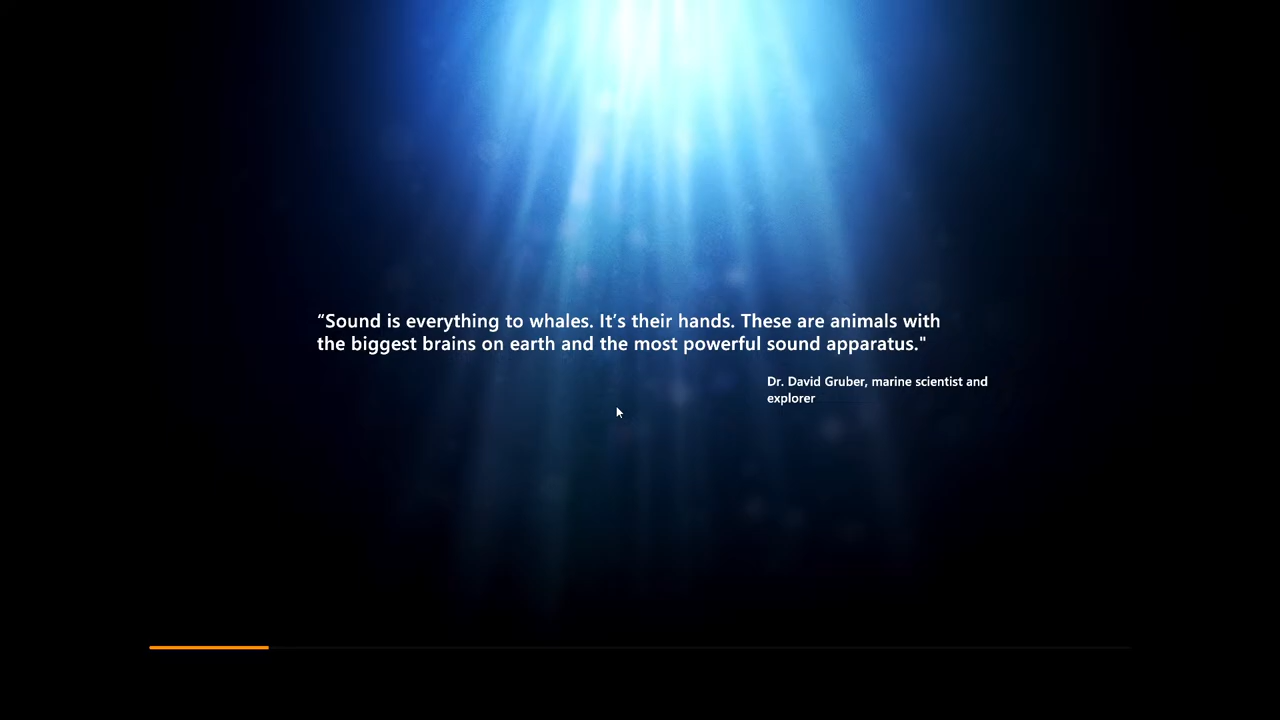 “Sound is everything to whales. It’s their hands. These are animals with
the biggest brains on earth and the most powerful sound apparatus."
Dr. David Gruber, marine scientist and
explorer